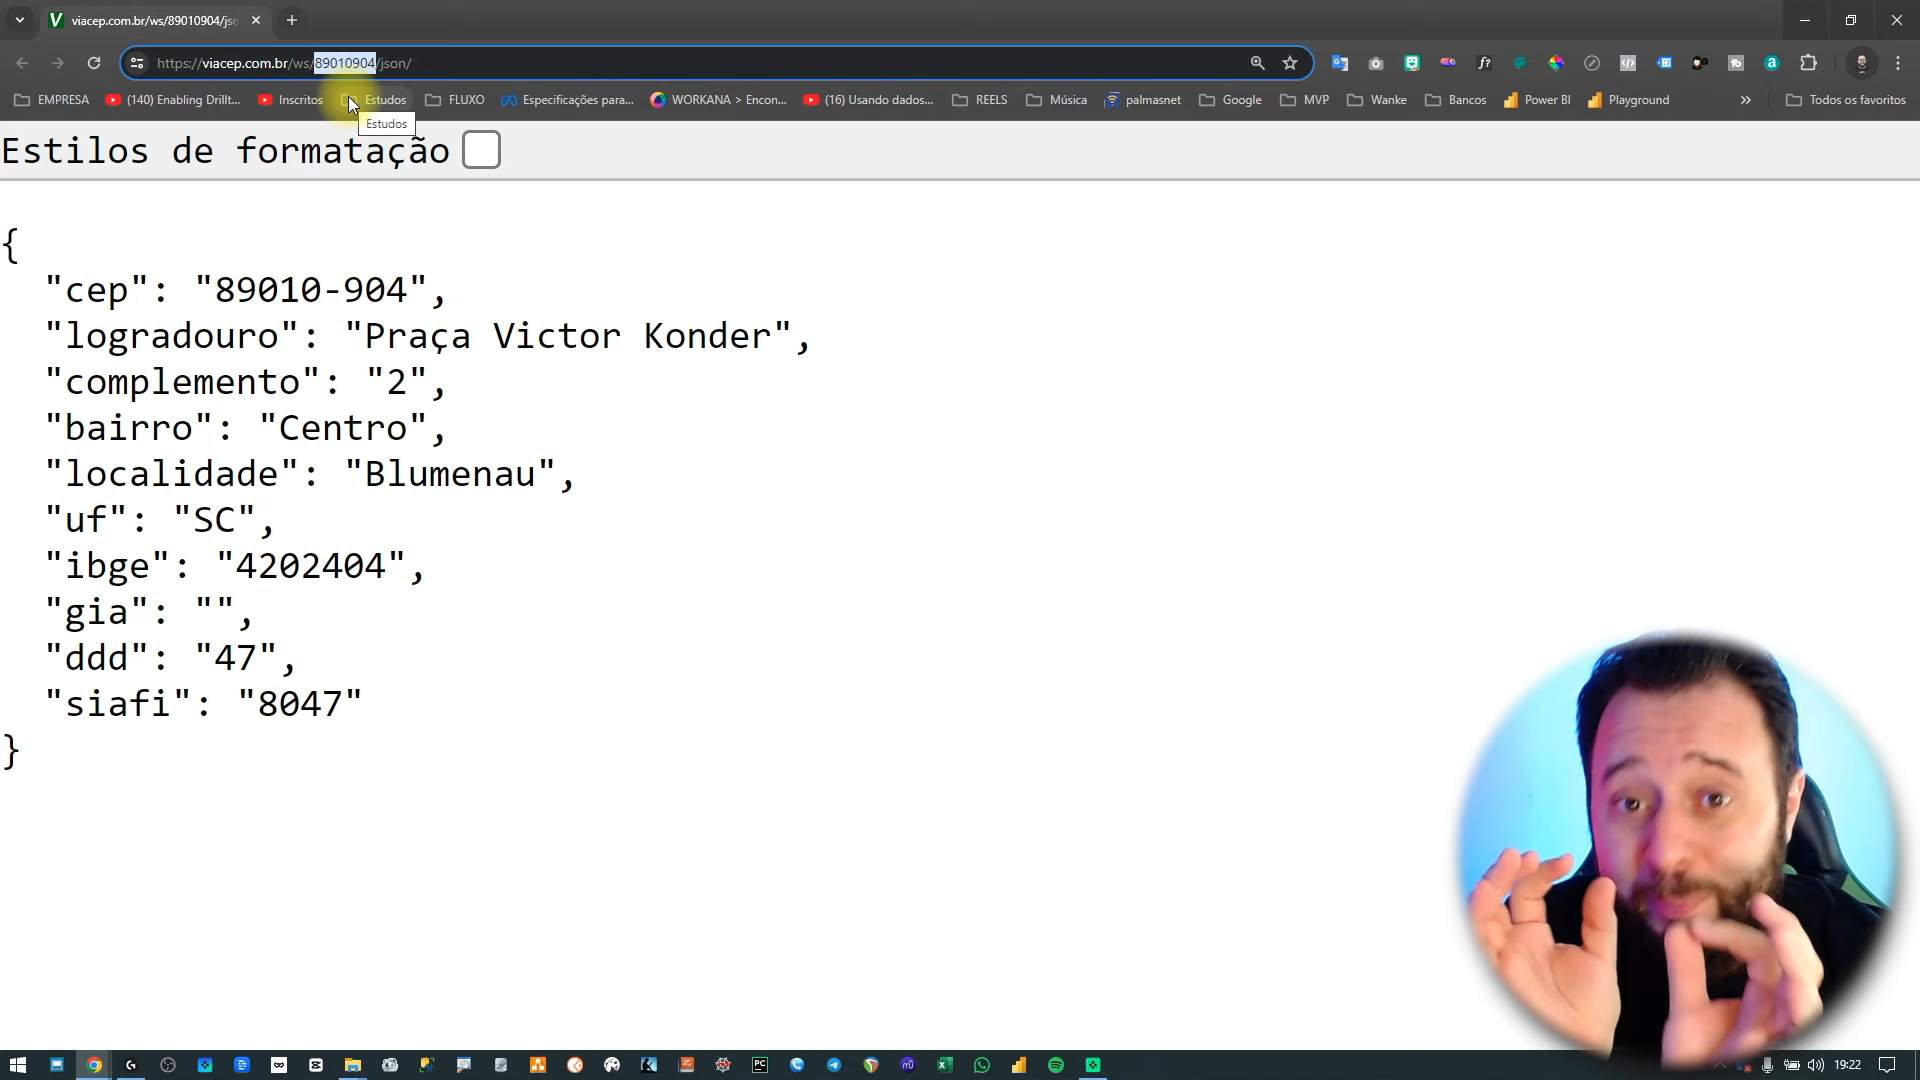 viacep.com.br/ws/89010904/jso
https://viacep.com.br/ws/89010904/json/
EMPRESA
(140) Enabling Drillt...
Inscritos
Estudos
FLUXO
Especificações para...
WORKANA > Encon...
(16) Usando dados...
REELS
Música
palmasnet
Google
MVP
Wanke
Bancos
Power BI
Playground
»
Todos os favoritos
Estudos
Estilos de formatação
{
"cep": "89010-904",
"logradouro": "Praça Victor Konder",
"complemento": "2",
"bairro": "Centro",
"localidade": "Blumenau",
"uf": "SC",
"ibge": "4202404",
"gia": "",
"ddd": "47",
"siafi": "8047"
}
19:22